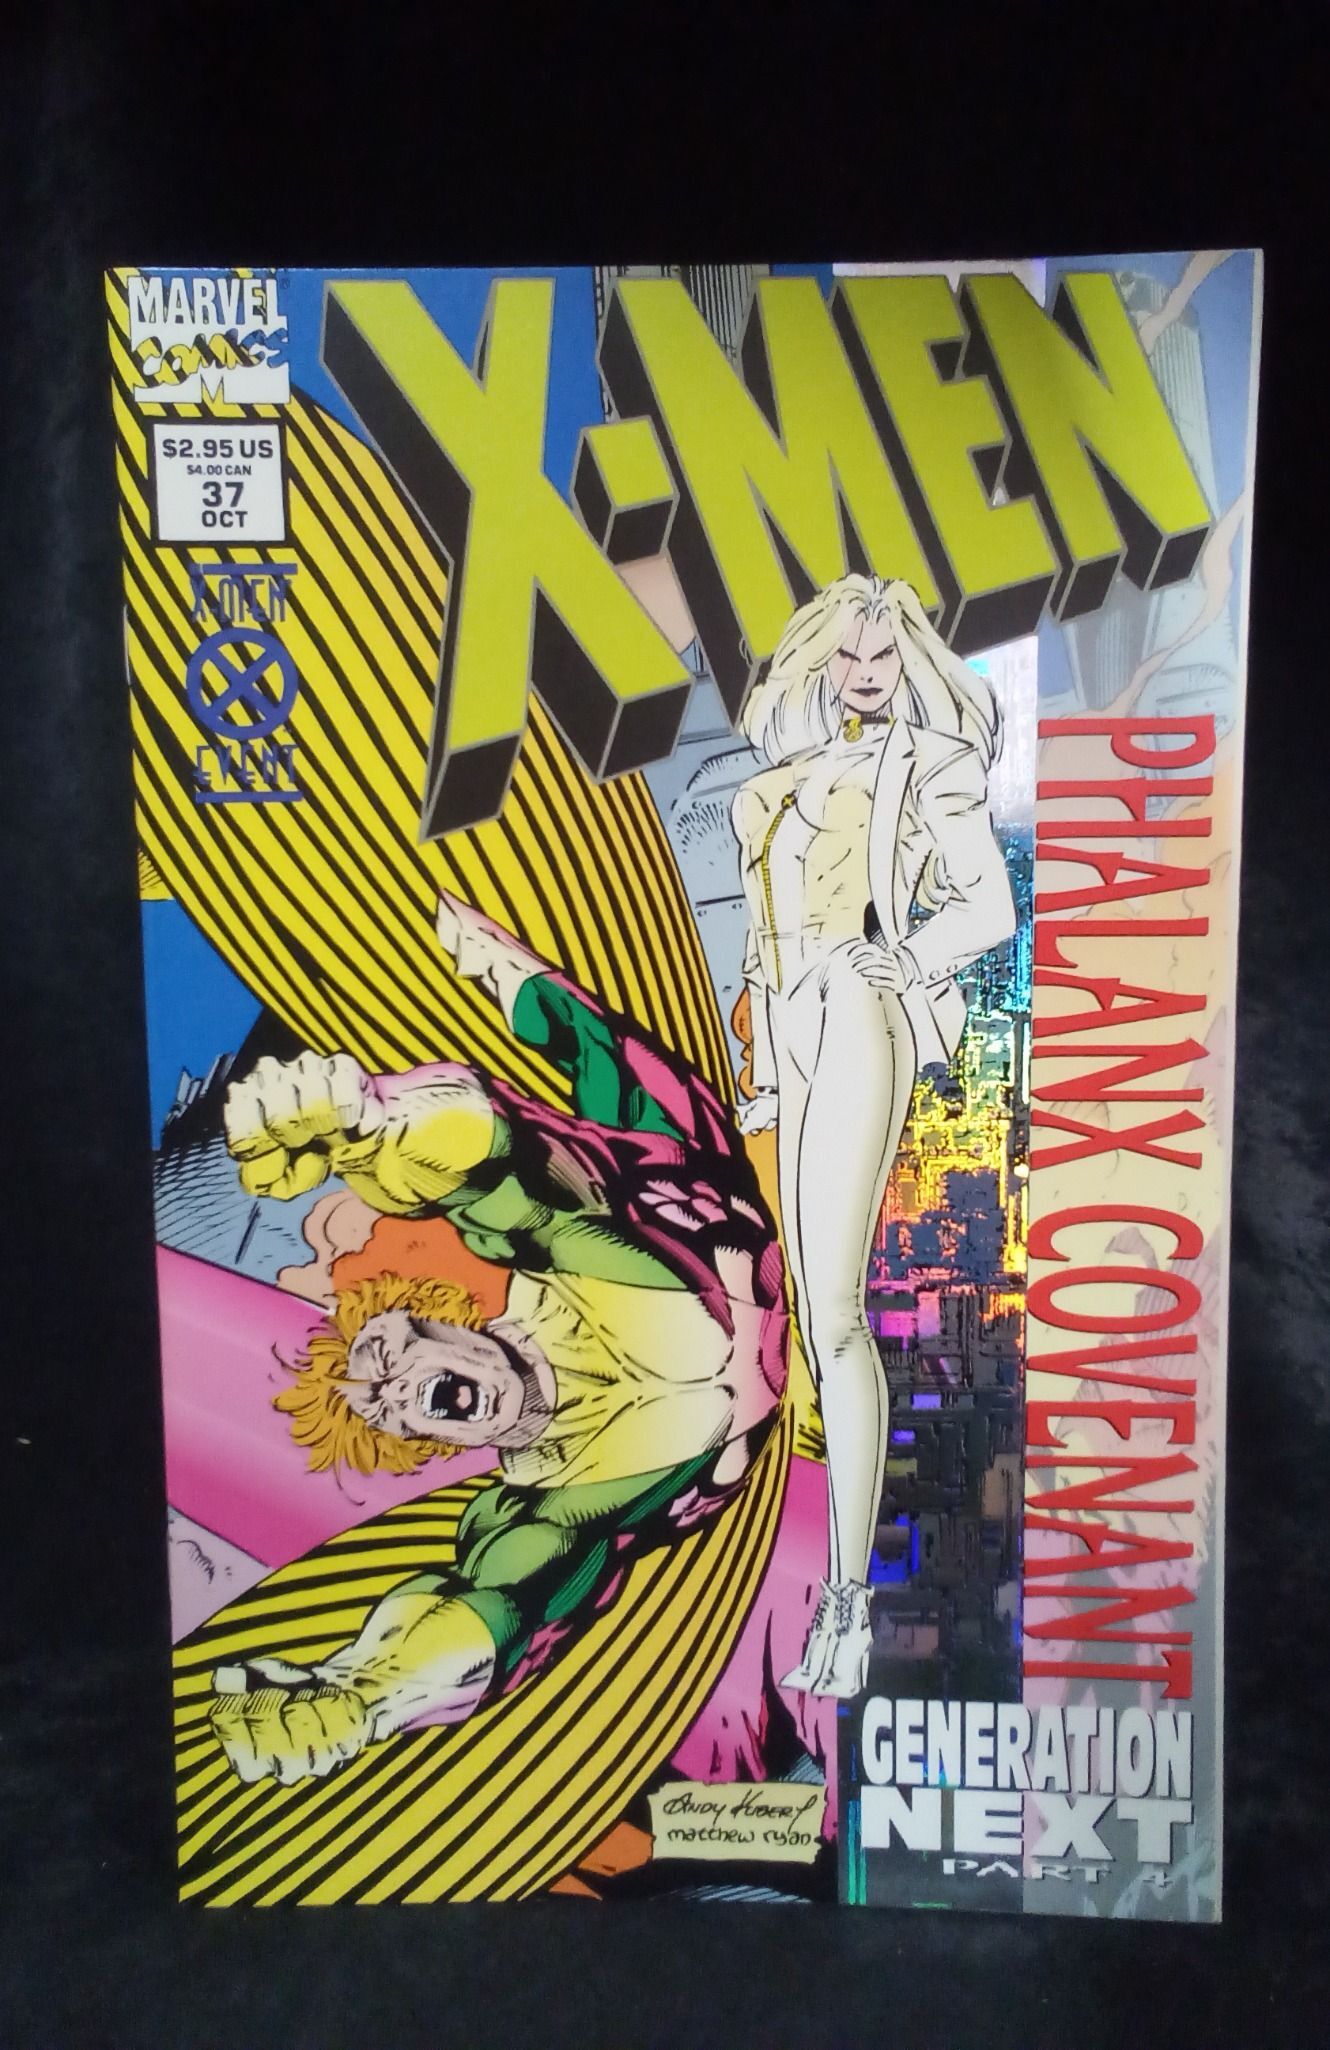 MARVEL
COMICS
X-MEN
$2.95 US
$4.00 CAN
37
OCT
X-MEN
EVENT
PHALANX COVENANT
GENERATION
NEXT
PART 4
ANDY KUBERT
matthew ryan